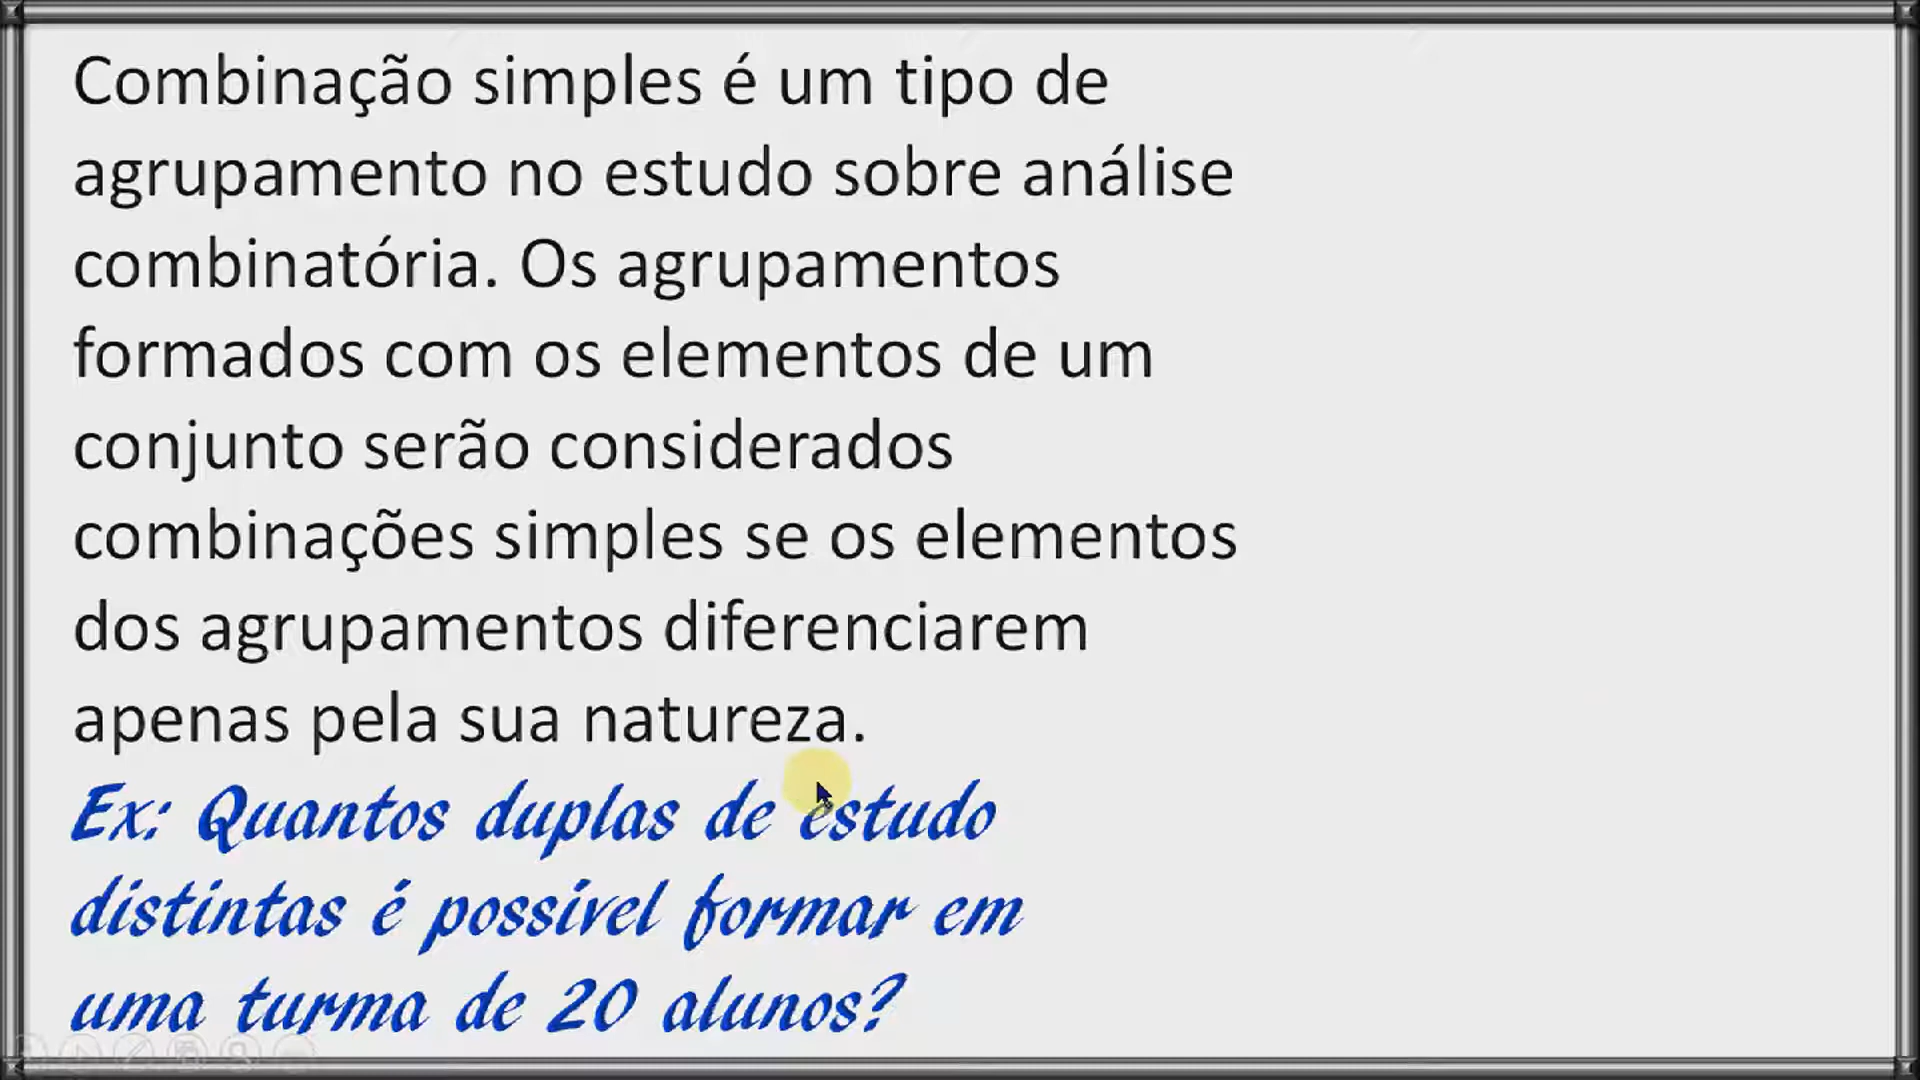 Combinação simples é um tipo de
agrupamento no estudo sobre análise
combinatória. Os agrupamentos
formados com os elementos de um
conjunto serão considerados
combinações simples se os elementos
dos agrupamentos diferenciarem
apenas pela sua natureza.
Ex: Quantos duplas de estudo
distintas é possível formar em
uma turma de 20 alunos?